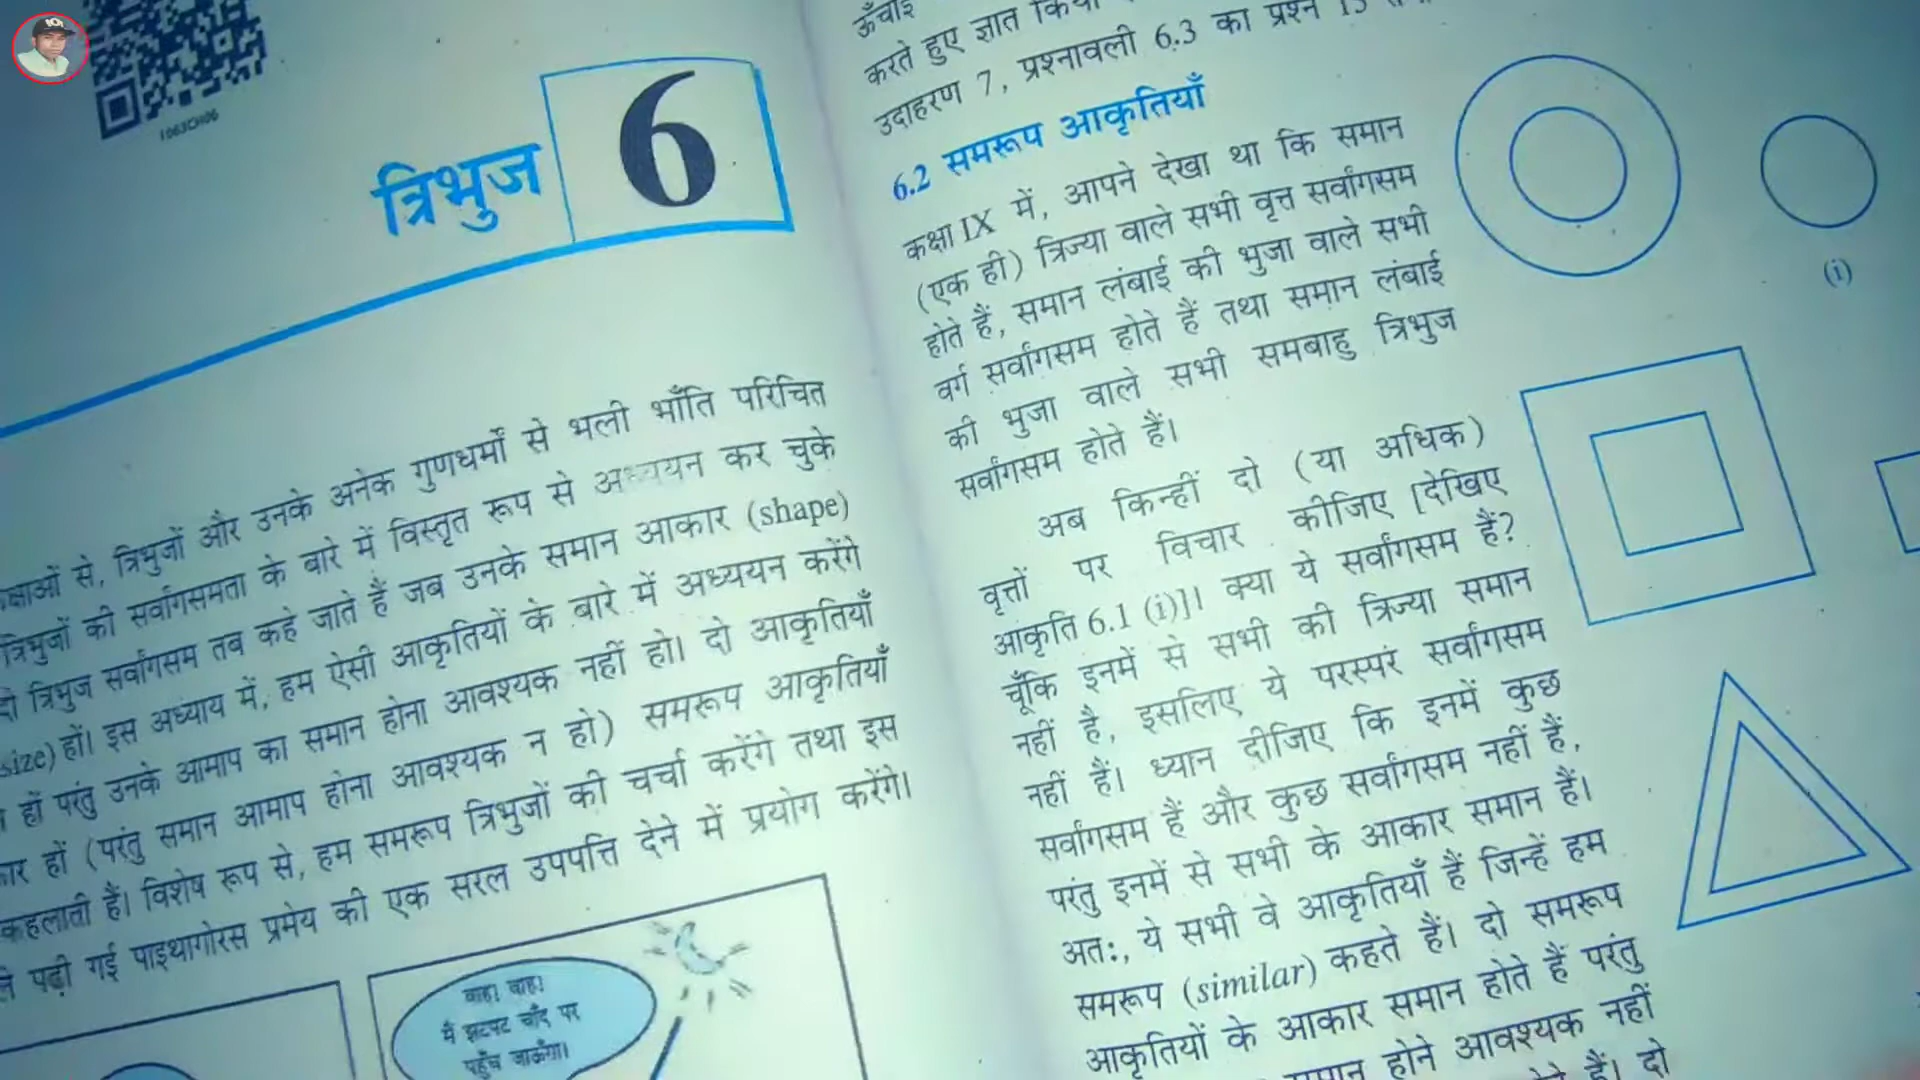 1063CH06
त्रिभुज
6
से, त्रिभुजों और उनके अनेक गुणधर्मों से भली भाँति परिचित
त्रिभुजों की सर्वांगसमता के बारे में विस्तृत रूप से अध्ययन कर चुके
दो त्रिभुज सर्वांगसम तब कहे जाते हैं जब उनके समान आकार (shape)
size) हों। इस अध्याय में, हम ऐसी आकृतियों के बारे में अध्ययन करेंगे
हों परंतु उनके आमाप का समान होना आवश्यक नहीं हो। दो आकृतियाँ
हों (परंतु समान आमाप होना आवश्यक न हो) समरूप आकृतियाँ
कहलाती हैं। विशेष रूप से, हम समरूप त्रिभुजों की चर्चा करेंगे तथा इस
पढ़ी गई पाइथागोरस प्रमेय की एक सरल उपपत्ति देने में प्रयोग करेंगे।
वाह! वाह!
मैं झटपट चाँद पर
पहुँच जाऊँगा।
ऊँचाई
करते हुए ज्ञात किया
उदाहरण 7, प्रश्नावली 6.3 का प्रश्न 15
6.2 समरूप आकृतियाँ
कक्षा IX में, आपने देखा था कि समान
(एक ही) त्रिज्या वाले सभी वृत्त सर्वांगसम
होते हैं, समान लंबाई की भुजा वाले सभी
वर्ग सर्वांगसम होते हैं तथा समान लंबाई
की भुजा वाले सभी समबाहु त्रिभुज
सर्वांगसम होते हैं।
अब किन्हीं दो (या अधिक)
वृत्तों पर विचार कीजिए [देखिए
आकृति 6.1 (i)]। क्या ये सर्वांगसम हैं?
चूँकि इनमें से सभी की त्रिज्या समान
नहीं है, इसलिए ये परस्पर सर्वांगसम
नहीं हैं। ध्यान दीजिए कि इनमें कुछ
सर्वांगसम हैं और कुछ सर्वांगसम नहीं हैं,
परंतु इनमें से सभी के आकार समान हैं।
अतः, ये सभी वे आकृतियाँ हैं जिन्हें हम
समरूप (similar) कहते हैं। दो समरूप
आकृतियों के आकार समान होते हैं परंतु
समान होने आवश्यक नहीं
होते हैं। दो
(i)